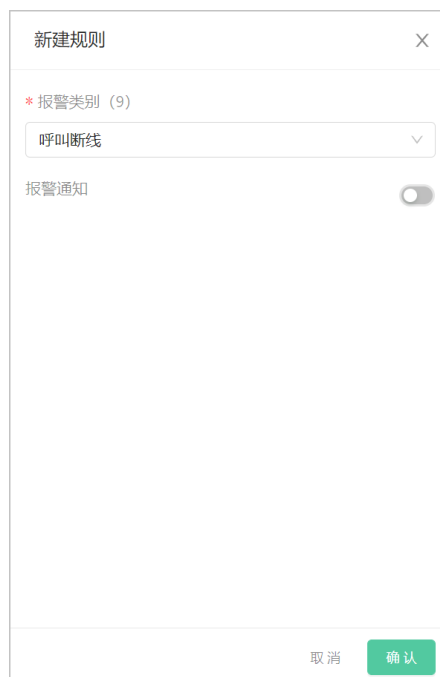 新建规则
* 报警类别（9）
呼叫断线
报警通知
取消 确认